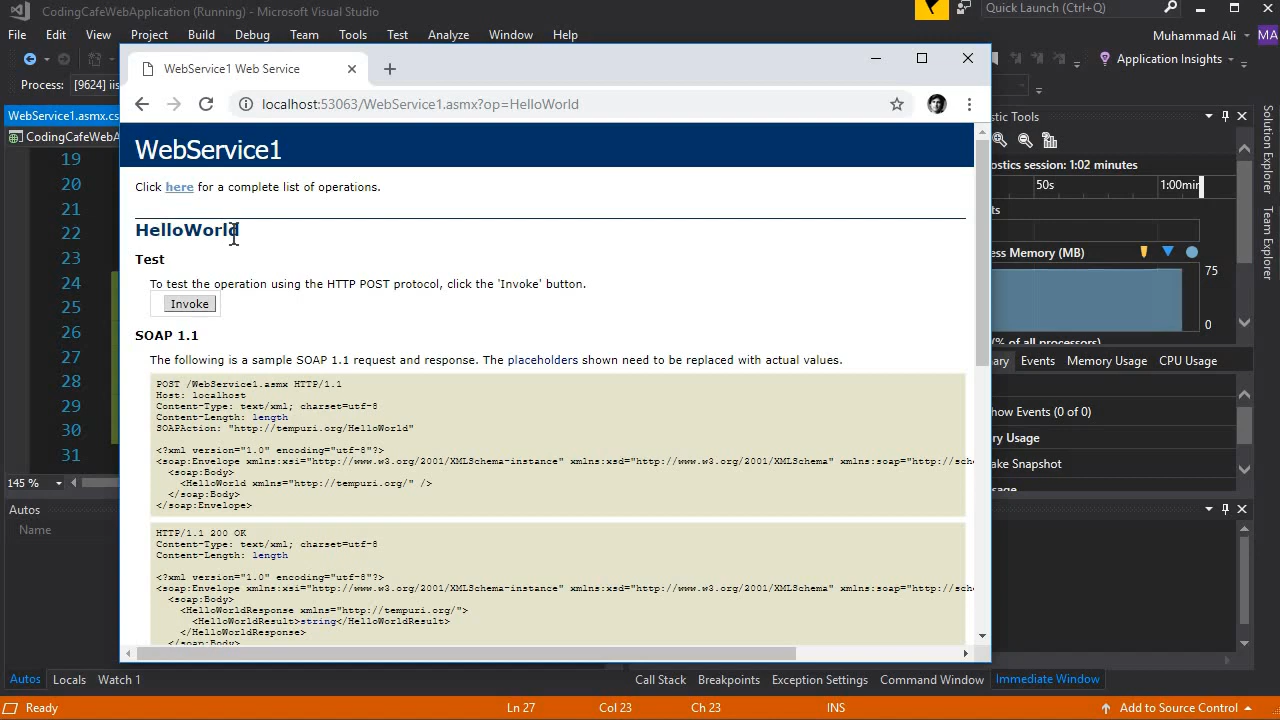 CodingCafeWebApplication (Running) - Microsoft Visual Studio
Quick Launch (Ctrl+Q)
File Edit View Project Build Debug Team Tools Test Analyze Window Help
Muhammad Ali MA
Application Insights
Process: [9624] iis
WebService1 Web Service
localhost:53063/WebService1.asmx?op=HelloWorld
WebService1.asmx.cs
CodingCafeWebA
19
20
21
22
23
24
25
26
27
28
29
30
31
145 %
WebService1
Click here for a complete list of operations.
HelloWorld
Test
To test the operation using the HTTP POST protocol, click the 'Invoke' button.
Invoke
SOAP 1.1
The following is a sample SOAP 1.1 request and response. The placeholders shown need to be replaced with actual values.
POST /WebService1.asmx HTTP/1.1
Host: localhost
Content-Type: text/xml; charset=utf-8
Content-Length: length
SOAPAction: "http://tempuri.org/HelloWorld"
<?xml version="1.0" encoding="utf-8"?>
<soap:Envelope xmlns:xsi="http://www.w3.org/2001/XMLSchema-instance" xmlns:xsd="http://www.w3.org/2001/XMLSchema" xmlns:soap="http://sche
<soap:Body>
<HelloWorld xmlns="http://tempuri.org/" />
</soap:Body>
</soap:Envelope>
HTTP/1.1 200 OK
Content-Type: text/xml; charset=utf-8
Content-Length: length
<?xml version="1.0" encoding="utf-8"?>
<soap:Envelope xmlns:xsi="http://www.w3.org/2001/XMLSchema-instance" xmlns:xsd="http://www.w3.org/2001/XMLSchema" xmlns:soap="http://sche
<soap:Body>
<HelloWorldResponse xmlns="http://tempuri.org/">
<HelloWorldResult>string</HelloWorldResult>
</HelloWorldResponse>
</soap:Body>
stic Tools
ostics session: 1:02 minutes
50s 1:00min
ts
ess Memory (MB)
75
0
% of all processors)
ary Events Memory Usage CPU Usage
how Events (0 of 0)
ry Usage
ake Snapshot
Solution Explorer
Team Explorer
Autos
Name
Autos Locals Watch 1
Call Stack Breakpoints Exception Settings Command Window Immediate Window
Ready Ln 27 Col 23 Ch 23 INS Add to Source Control